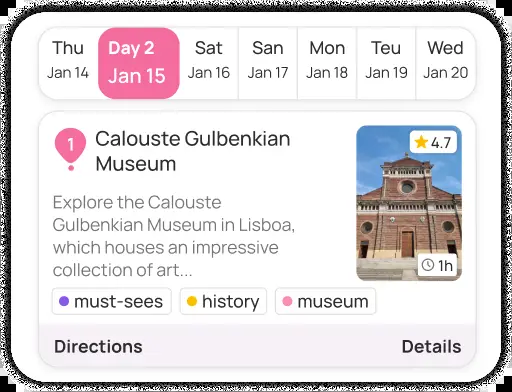 Thu Day 2 Sat San Mon Teu Wed
Jan 14 Jan 15 Jan 16 Jan 17 Jan 18 Jan 19 Jan 20
1 Calouste Gulbenkian
Museum
4.7
Explore the Calouste
Gulbenkian Museum in Lisboa,
which houses an impressive
collection of art...
1h
must-sees history museum
Directions Details